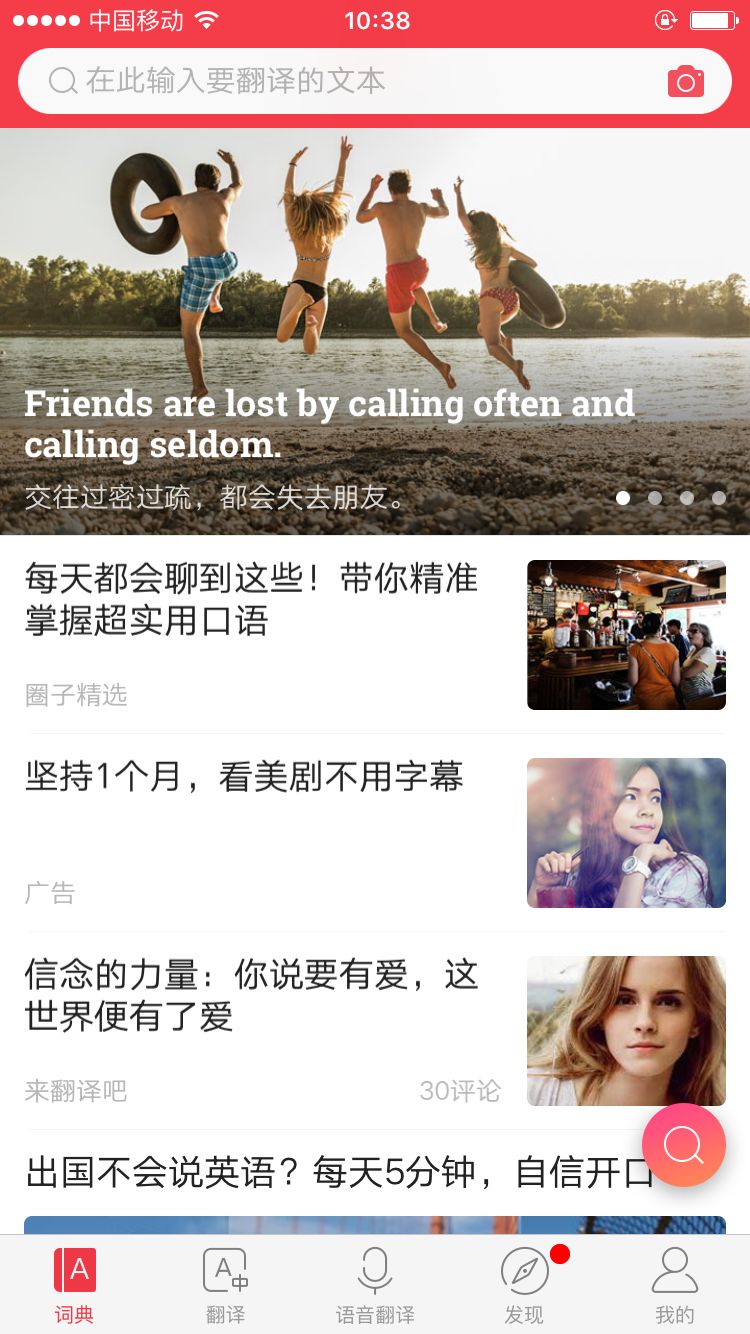 中国移动
10:38
在此输入要翻译的文本
Friends are lost by calling often and
calling seldom.
交往过密过疏，都会失去朋友。
每天都会聊到这些！带你精准
掌握超实用口语
圈子精选
坚持1个月，看美剧不用字幕
广告
信念的力量：你说要有爱，这
世界便有了爱
来翻译吧
30评论
出国不会说英语？每天5分钟，自信开口
A
词典
A中
翻译
语音翻译
发现
我的